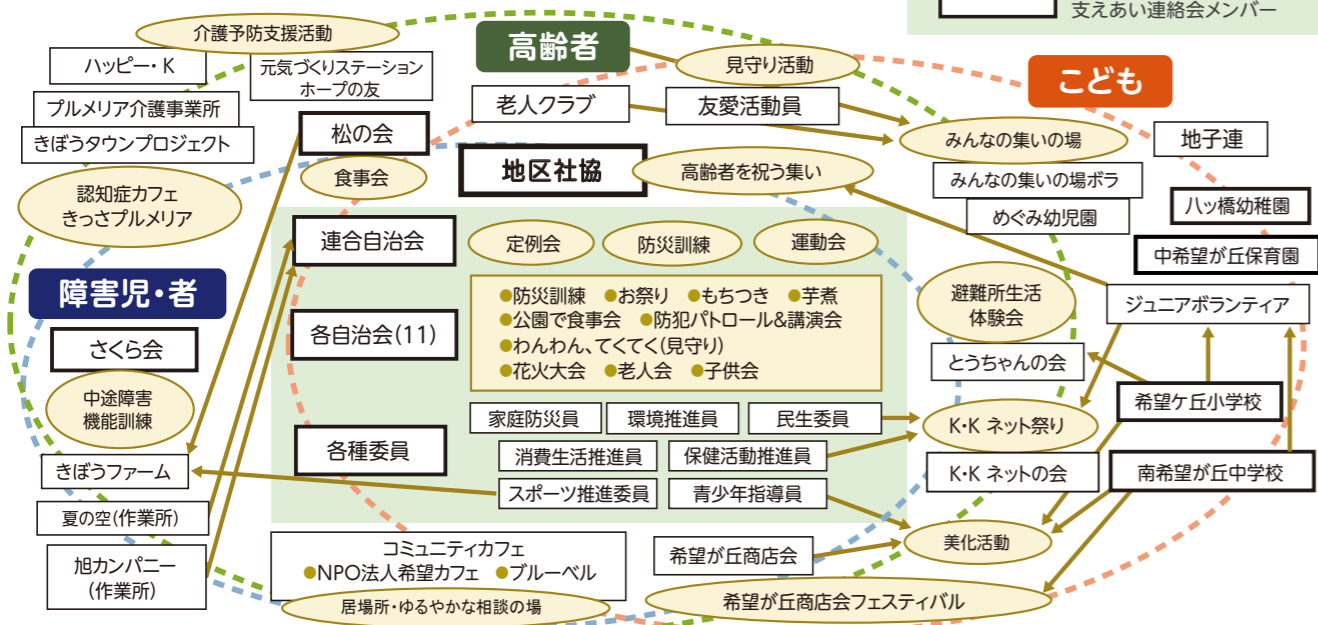 支えあい連絡会メンバー
介護予防支援活動
高齢者
見守り活動
こども
ハッピー・K
元気づくりステーション
ホープの友
プルメリア介護事業所
きぼうタウンプロジェクト
老人クラブ
友愛活動員
みんなの集いの場
地子連
松の会
食事会
地区社協
高齢者を祝う集い
みんなの集いの場ボラ
めぐみ幼児園
八ッ橋幼稚園
中希望が丘保育園
認知症カフェ
きっさプルメリア
連合自治会
定例会
防災訓練
運動会
障害児・者
避難所生活
体験会
ジュニアボランティア
各自治会(11)
●防災訓練 ●お祭り ●もちつき ●芋煮
●公園で食事会 ●防犯パトロール&講演会
●わんわん、てくてく(見守り)
●花火大会 ●老人会 ●子供会
さくら会
とうちゃんの会
中途障害
機能訓練
希望ケ丘小学校
家庭防災員
環境推進員
民生委員
K・K ネット祭り
各種委員
消費生活推進員
保健活動推進員
きぼうファーム
K・K ネットの会
南希望が丘中学校
スポーツ推進委員
青少年指導員
夏の空(作業所)
美化活動
旭カンパニー
(作業所)
コミュニティカフェ
●NPO法人希望カフェ ●ブルーベル
希望が丘商店会
居場所・ゆるやかな相談の場
希望が丘商店会フェスティバル